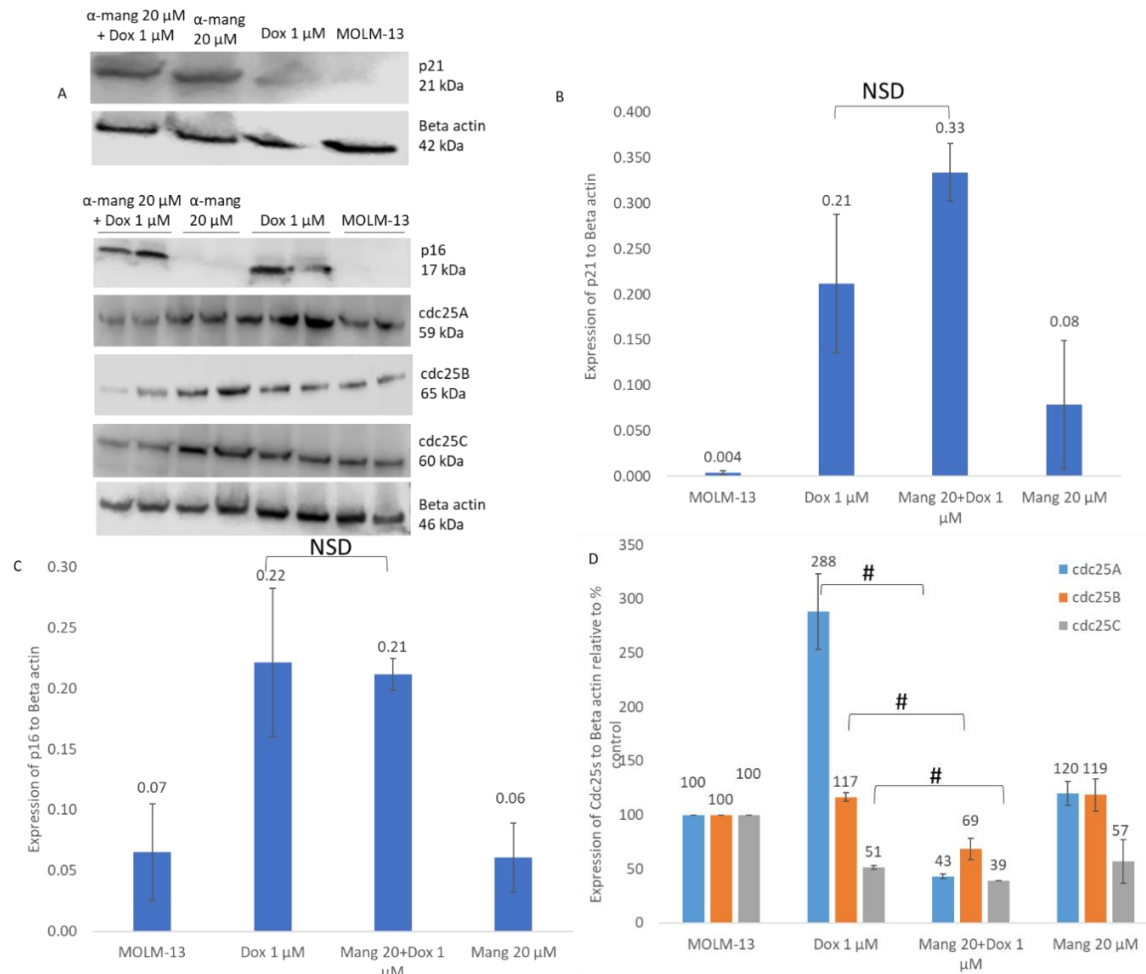 α-mang 20 µM
+ Dox 1 µM
α-mang
20 µM
Dox 1 µM
MOLM-13
A
p21
21 kDa
Beta actin
42 kDa
α-mang 20 µM
+ Dox 1 µM
α-mang
20 µM
Dox 1 µM
MOLM-13
p16
17 kDa
cdc25A
59 kDa
cdc25B
65 kDa
cdc25C
60 kDa
Beta actin
46 kDa
B
NSD
Expression of p21 to Beta actin
0.400
0.350
0.300
0.250
0.200
0.150
0.100
0.050
0.000
0.004
0.21
0.33
0.08
MOLM-13
Dox 1 µM
Mang 20+Dox 1
µM
Mang 20 µM
C
NSD
Expression of p16 to Beta actin
0.30
0.25
0.20
0.15
0.10
0.05
0.00
0.07
0.22
0.21
0.06
MOLM-13
Dox 1 µM
Mang 20+Dox 1
µM
Mang 20 µM
D
Expression of Cdc25s to Beta actin relative to %
control
350
300
250
200
150
100
50
0
100
100
100
288
117
51
43
69
39
120
119
57
#
#
#
cdc25A
cdc25B
cdc25C
MOLM-13
Dox 1 µM
Mang 20+Dox 1
µM
Mang 20 µM